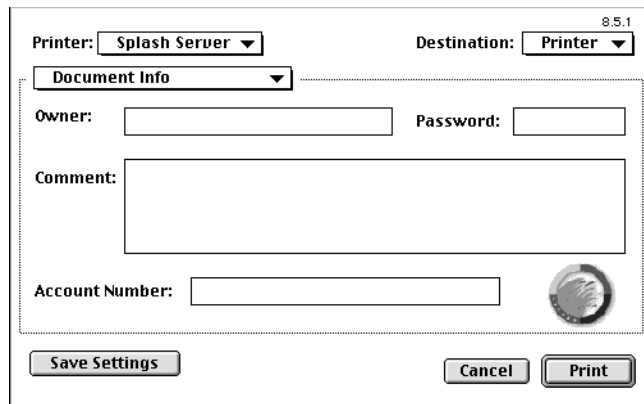 8.5.1
Printer: Splash Server Destination: Printer
Document Info
Owner: Password:
Comment:
Account Number:
Save Settings Cancel Print